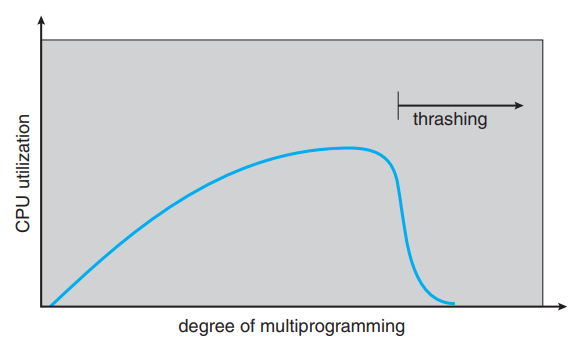 thrashing
CPU utilization
degree of multiprogramming